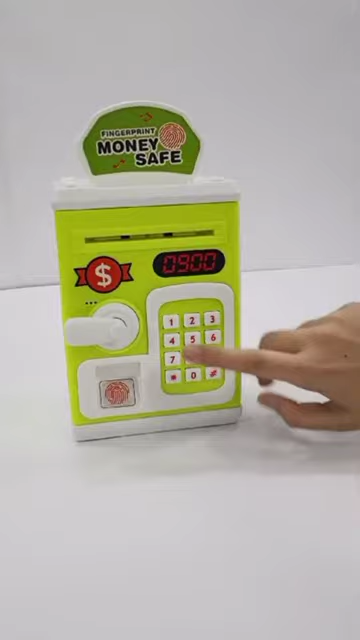 FINGERPRINT
MONEY
SAFE
0900
$
1 2 3
4 5 6
7
* 0 #